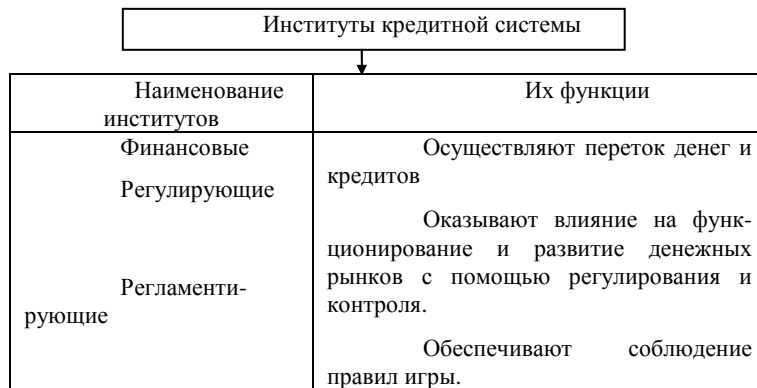 Институты кредитной системы
Наименование
институтов
Их функции
Финансовые
Регулирующие
Регламенти-
рующие
Осуществляют переток денег и
кредитов
Оказывают влияние на функ-
ционирование и развитие денежных
рынков с помощью регулирования и
контроля.
Обеспечивают соблюдение
правил игры.